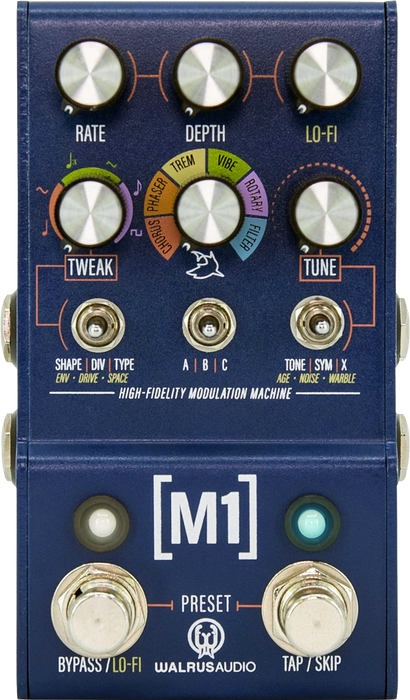 RATE DEPTH LO-FI
CHORUS PHASER TREM VIBE ROTARY FILTER
TWEAK TUNE
SHAPE | DIV | TYPE A | B | C TONE | SYM | X
ENV • DRIVE • SPACE AGE • NOISE • WARBLE
HIGH-FIDELITY MODULATION MACHINE
[M1]
PRESET
BYPASS / LO-FI WALRUSAUDIO TAP / SKIP